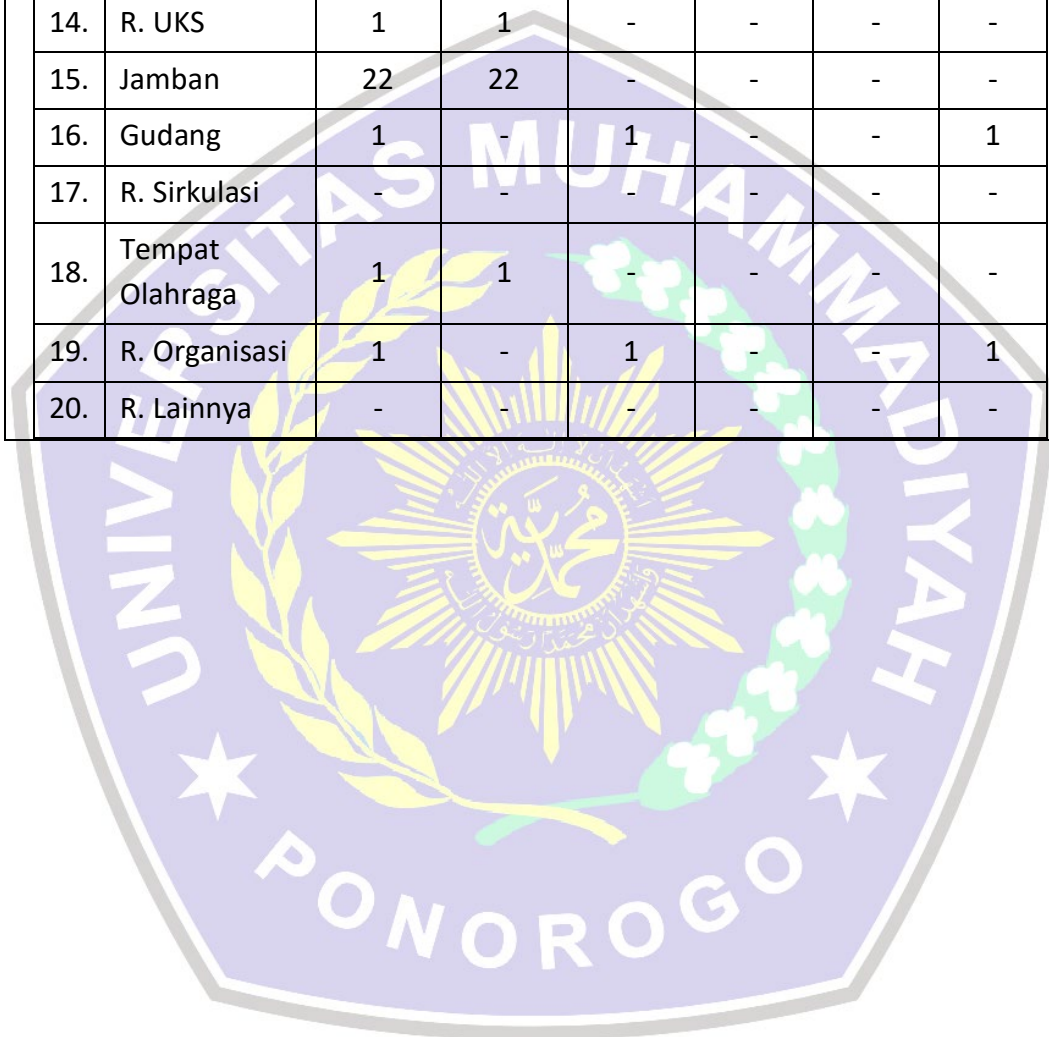 14. R. UKS 1 1 - - - -
15. Jamban 22 22 - - - -
16. Gudang 1 - 1 - - 1
17. R. Sirkulasi - - - - - -
18. Tempat Olahraga 1 1 - - - -
19. R. Organisasi 1 - 1 - - 1
20. R. Lainnya - - - - - -
UNIVERSITAS MUHAMMADIYAH
PONOROGO
محمدية